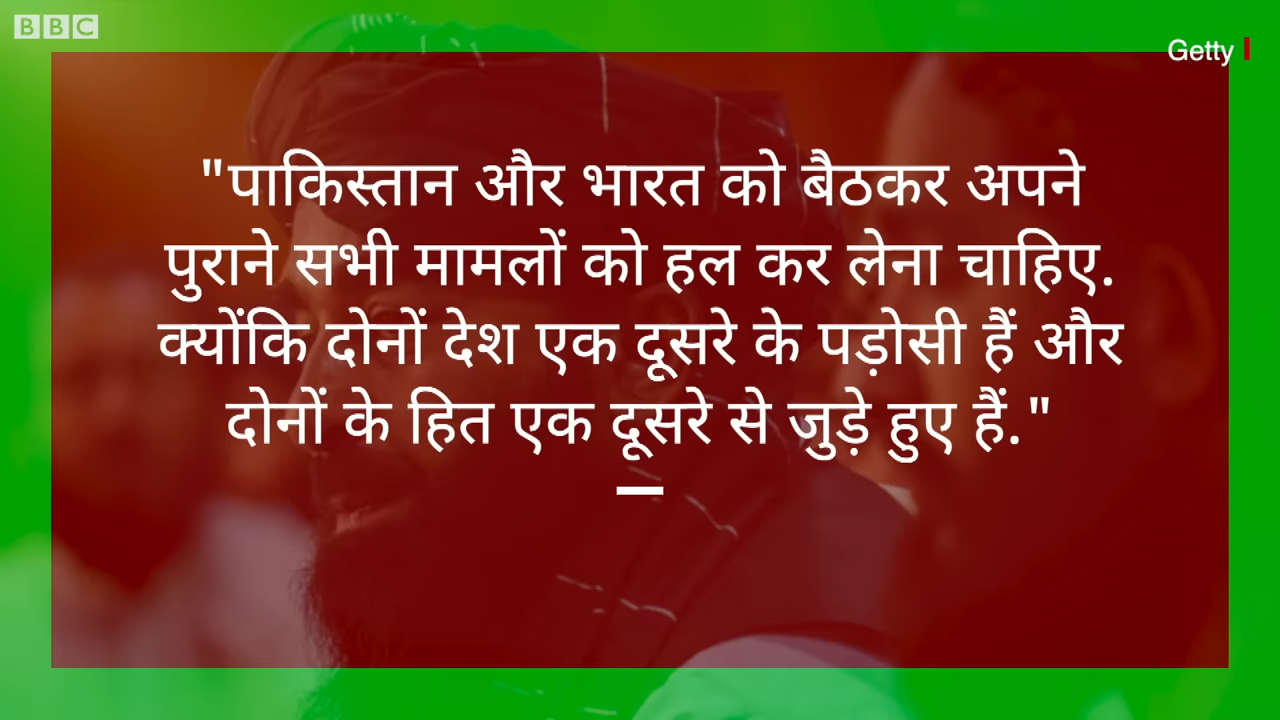 BBC
Getty
"पाकिस्तान और भारत को बैठकर अपने
पुराने सभी मामलों को हल कर लेना चाहिए.
क्योंकि दोनों देश एक दूसरे के पड़ोसी हैं और
दोनों के हित एक दूसरे से जुड़े हुए हैं."